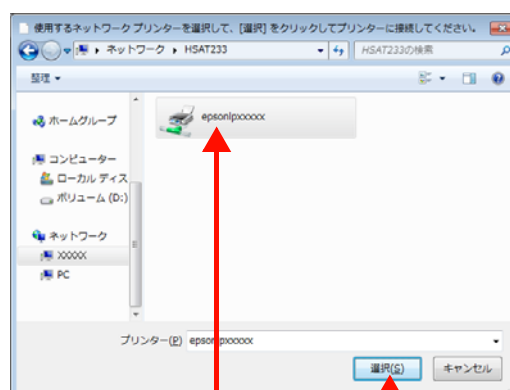 使用するネットワーク プリンターを選択して、[選択] をクリックしてプリンターに接続してください。
ネットワーク HSAT233
HSAT233の検索
整理
ホームグループ
epsonlpxxxxx
コンピューター
ローカル ディス
ボリューム (D:)
ネットワーク
XXXXX
PC
プリンター(P) epsonlpxxxxx
選択(S) キャンセル